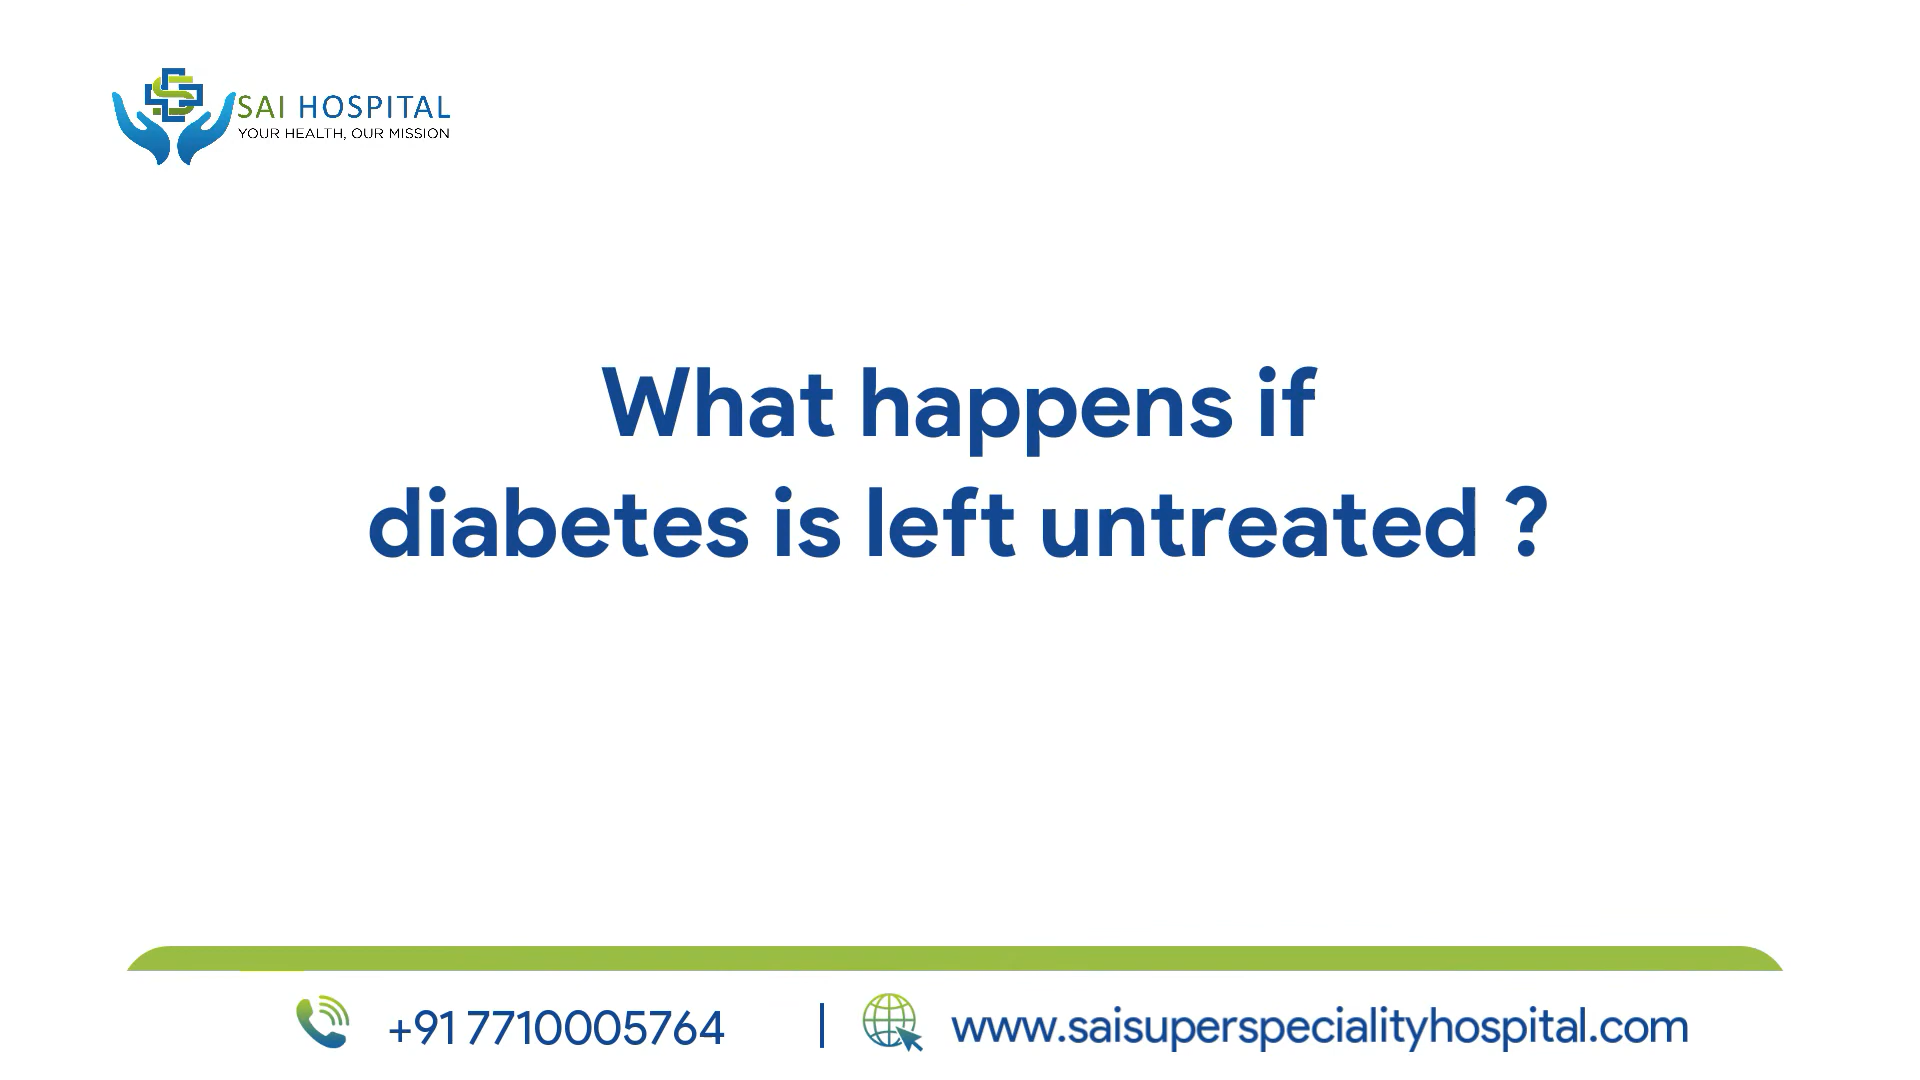 SAI HOSPITAL
YOUR HEALTH, OUR MISSION
What happens if
diabetes is left untreated ?
+91 7710005764 | www.saisuperspecialityhospital.com